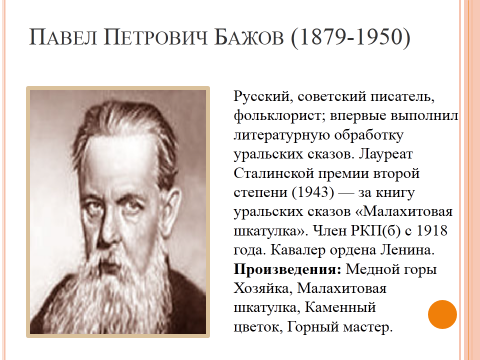 Павел Петрович Бажов (1879-1950)
Русский, советский писатель,
фольклорист; впервые выполнил
литературную обработку
уральских сказов. Лауреат
Сталинской премии второй
степени (1943) — за книгу
уральских сказов «Малахитовая
шкатулка». Член РКП(б) с 1918
года. Кавалер ордена Ленина.
Произведения: Медной горы
Хозяйка, Малахитовая
шкатулка, Каменный
цветок, Горный мастер.